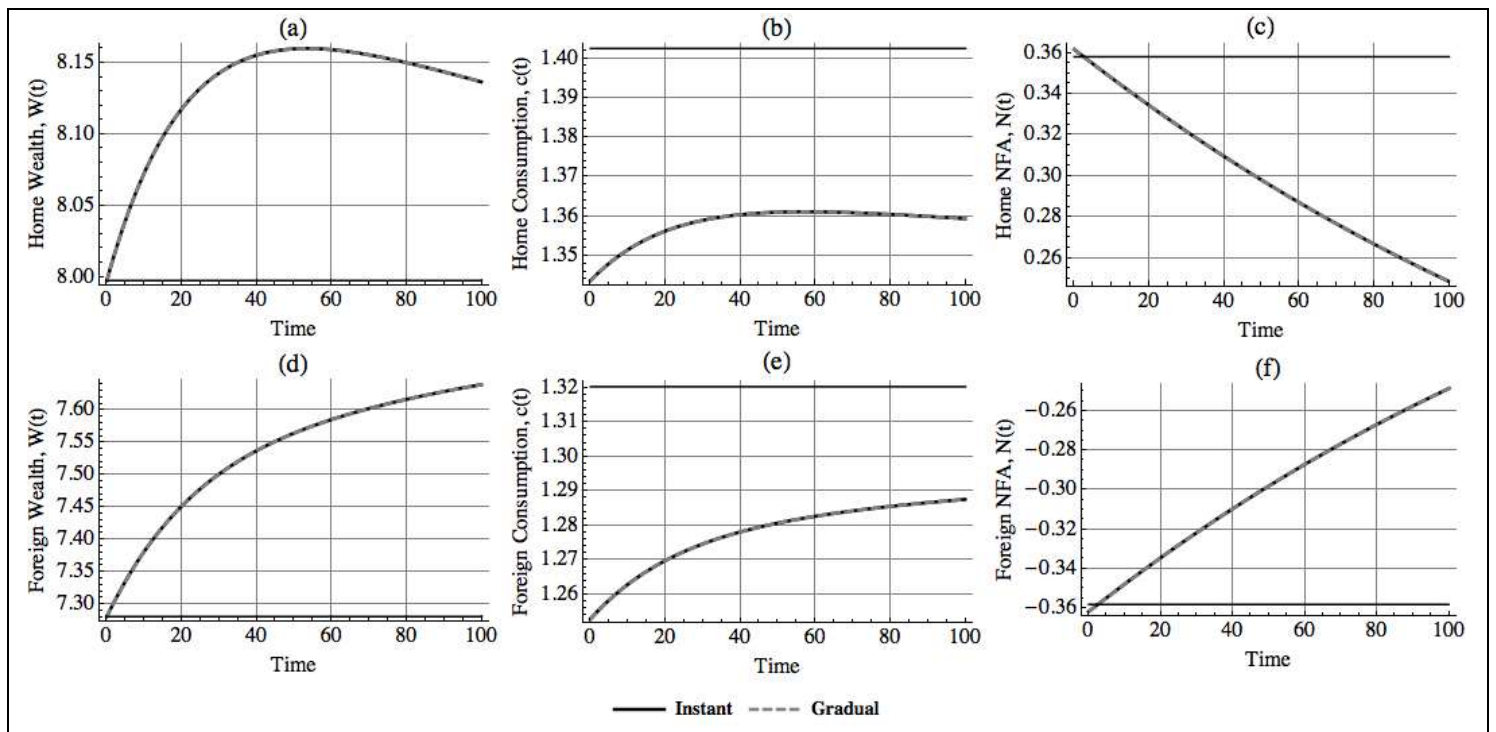 (a)
Home Wealth, W(t)
8.15
8.10
8.05
8.00
0 20 40 60 80 100
Time
(b)
Home Consumption, c(t)
1.40
1.39
1.38
1.37
1.36
1.35
0 20 40 60 80 100
Time
(c)
Home NFA, N(t)
0.36
0.34
0.32
0.30
0.28
0.26
0 20 40 60 80 100
Time
(d)
Foreign Wealth, W(t)
7.60
7.55
7.50
7.45
7.40
7.35
7.30
0 20 40 60 80 100
Time
(e)
Foreign Consumption, c(t)
1.32
1.31
1.30
1.29
1.28
1.27
1.26
0 20 40 60 80 100
Time
(f)
Foreign NFA, N(t)
−0.26
−0.28
−0.30
−0.32
−0.34
−0.36
0 20 40 60 80 100
Time
Instant Gradual